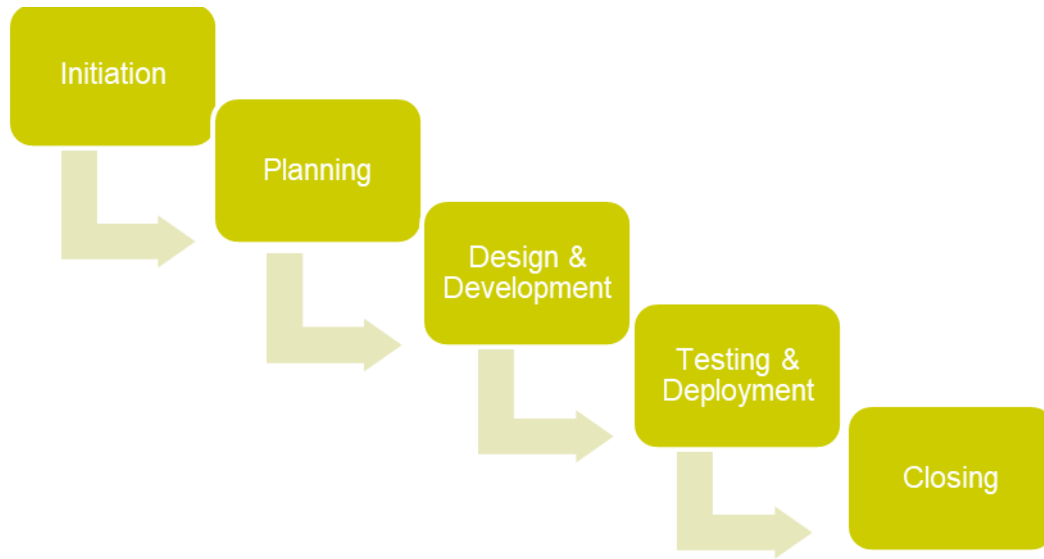 Initiation
Planning
Design &
Development
Testing &
Deployment
Closing